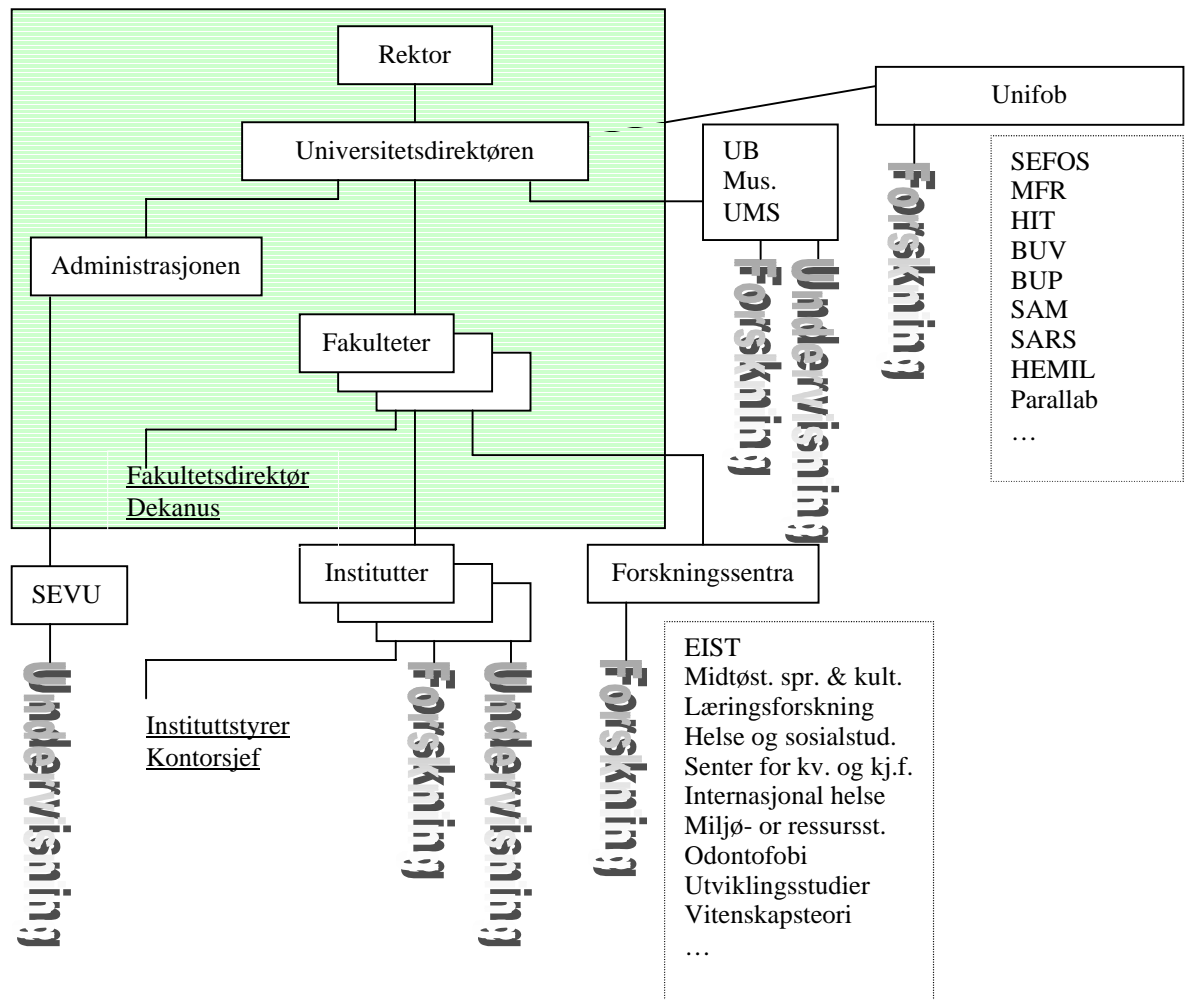 Rektor
Unifob
Universitetsdirektøren
UB
Mus.
UMS
Forskning
SEFOS
MFR
HIT
BUV
BUP
SAM
SARS
HEMIL
Parallab
…
Administrasjonen
Forskning
Undervisning
Fakulteter
Fakultetsdirektør
Dekanus
SEVU
Institutter
Forskningssentra
Undervisning
Instituttstyrer
Kontorsjef
Forskning
Undervisning
Forskning
EIST
Midtøst. spr. & kult.
Læringsforskning
Helse og sosialstud.
Senter for kv. og kj.f.
Internasjonal helse
Miljø- or ressursst.
Odontofobi
Utviklingsstudier
Vitenskapsteori
…